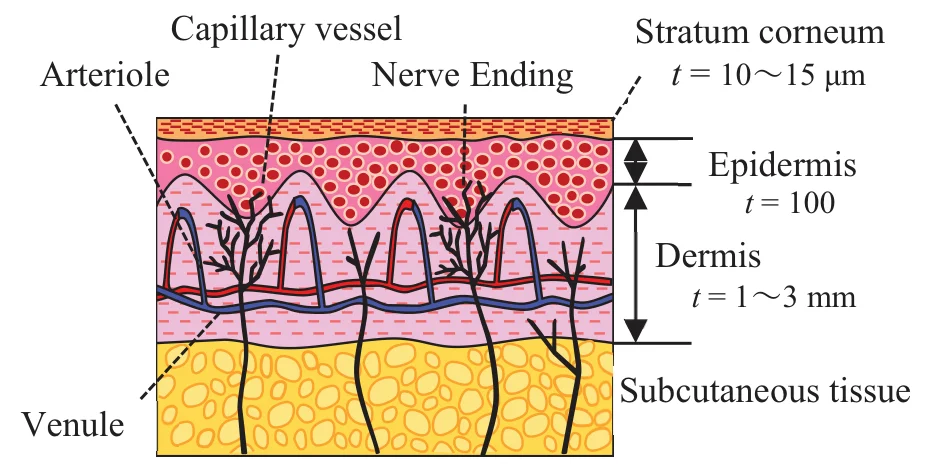 Capillary vessel
Arteriole
Nerve Ending
Stratum corneum
t = 10～15 μm
Epidermis
t = 100
Dermis
t = 1～3 mm
Subcutaneous tissue
Venule